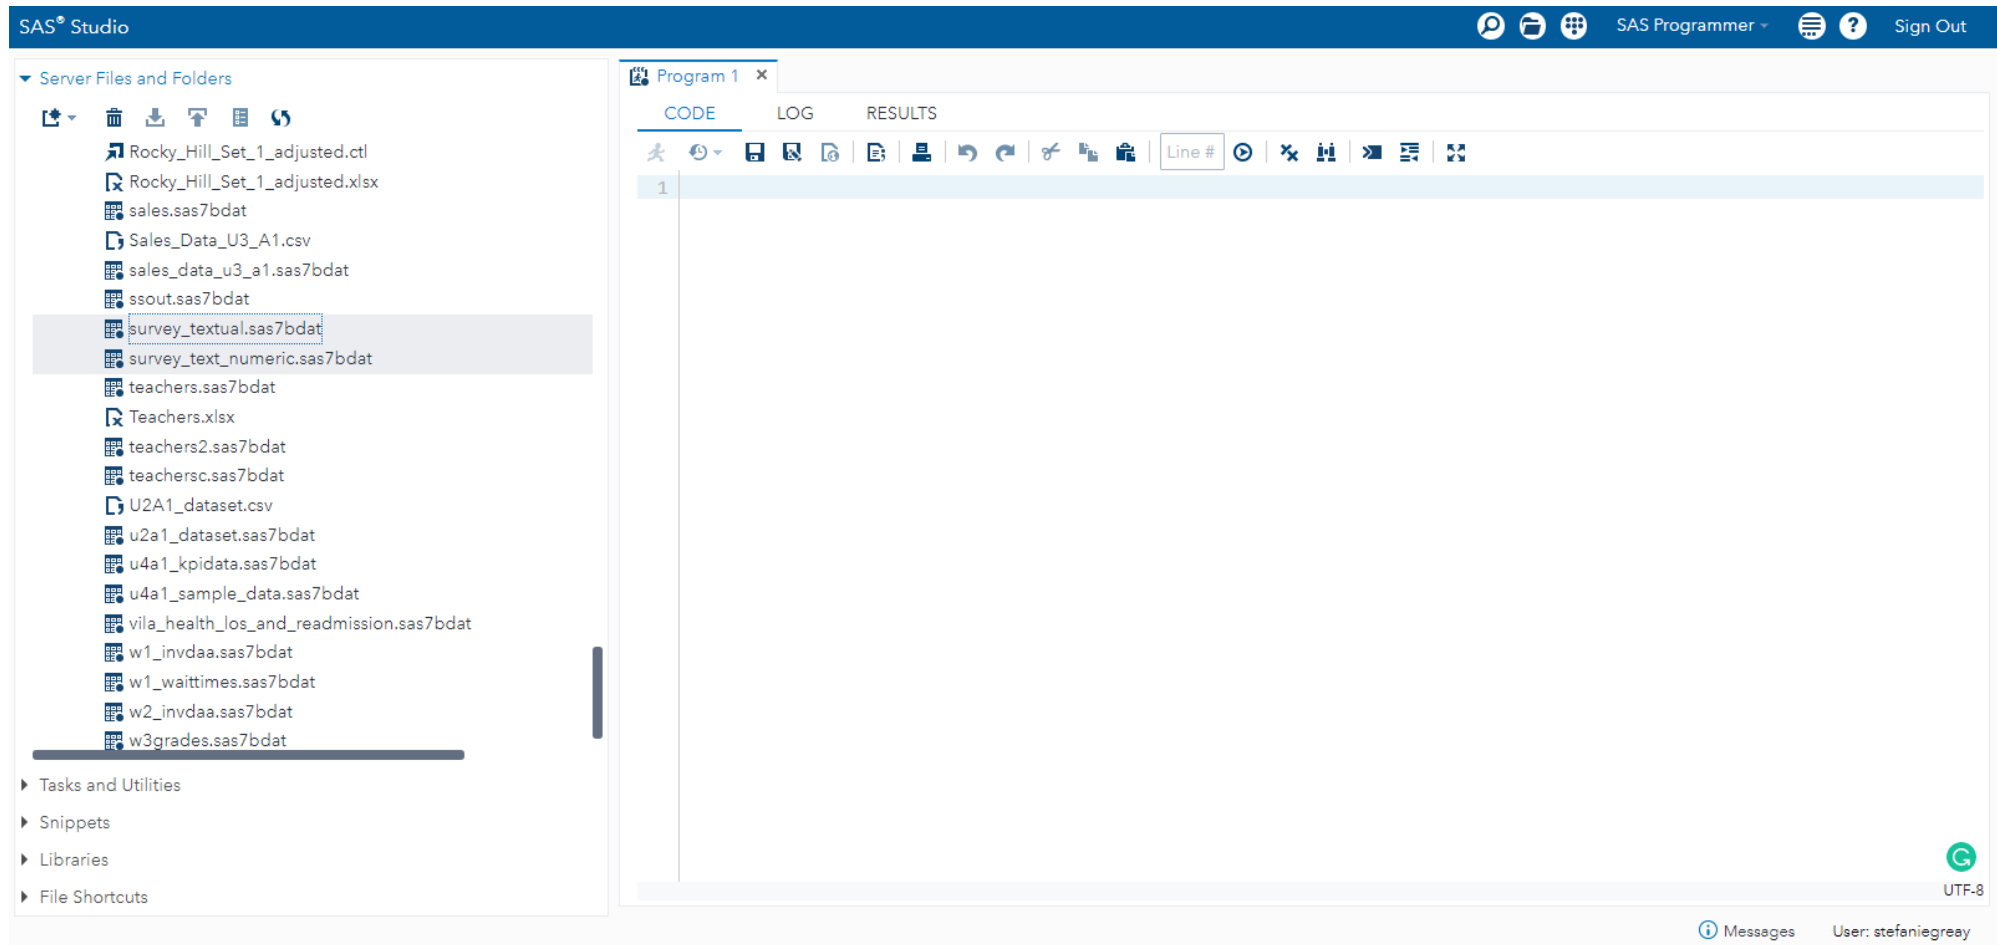 SAS® Studio
SAS Programmer
Sign Out
Server Files and Folders
Rocky_Hill_Set_1_adjusted.ctl
Rocky_Hill_Set_1_adjusted.xlsx
sales.sas7bdat
Sales_Data_U3_A1.csv
sales_data_u3_a1.sas7bdat
ssout.sas7bdat
survey_textual.sas7bdat
survey_text_numeric.sas7bdat
teachers.sas7bdat
Teachers.xlsx
teachers2.sas7bdat
teachersc.sas7bdat
U2A1_dataset.csv
u2a1_dataset.sas7bdat
u4a1_kpidata.sas7bdat
u4a1_sample_data.sas7bdat
vila_health_los_and_readmission.sas7bdat
w1_invdaa.sas7bdat
w1_waittimes.sas7bdat
w2_invdaa.sas7bdat
w3grades.sas7bdat
Tasks and Utilities
Snippets
Libraries
File Shortcuts
Program 1
CODE LOG RESULTS
Line #
1
UTF-8
Messages User: stefaniegreay